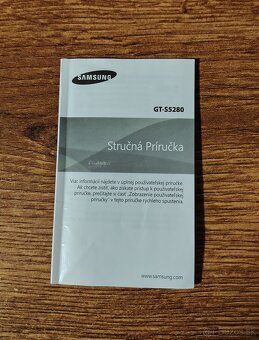 SAMSUNG
GT-S5280
Stručná Príručka
Viac informácií nájdete v úplnej používateľskej príručke.
Ak chcete zistiť, ako získate prístup k používateľskej
príručke, prečítajte si časť „Zobrazenie používateľskej
príručky“ v tejto príručke rýchleho spustenia.
www.samsung.com